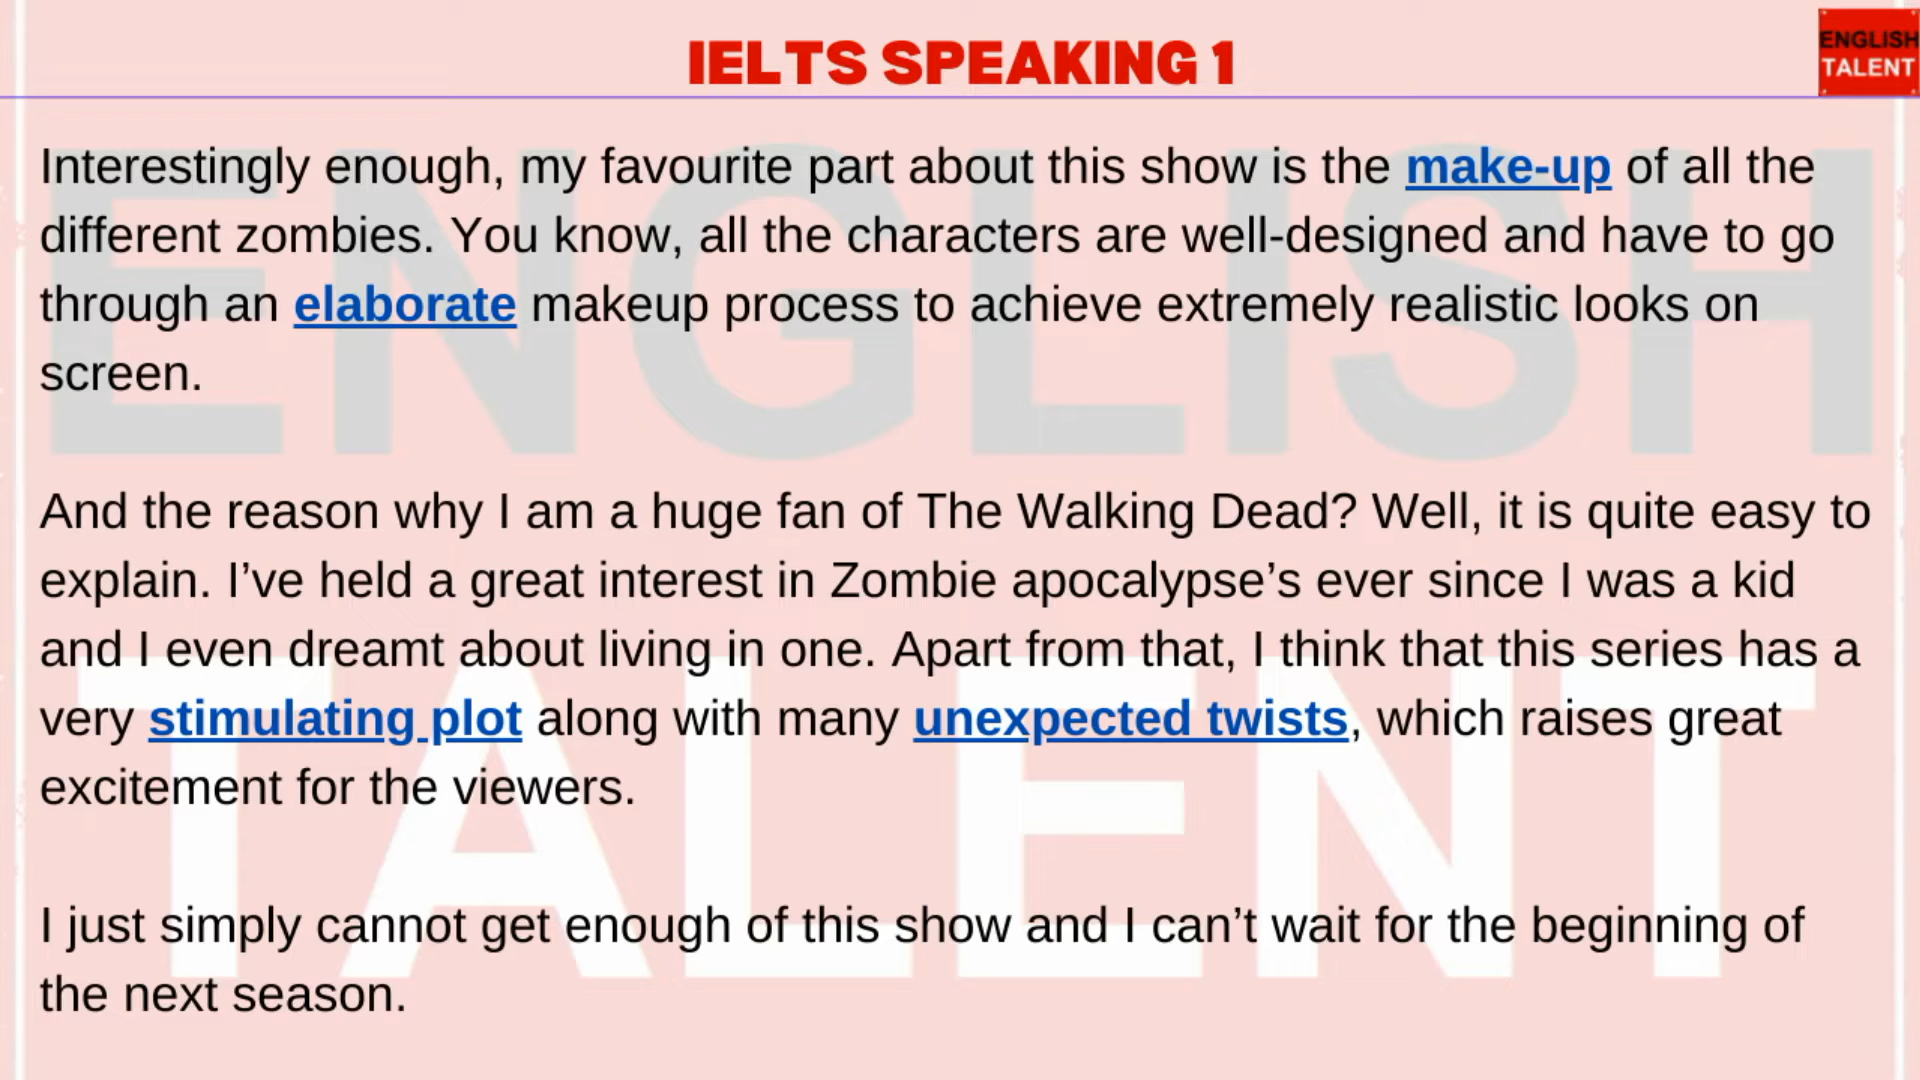 IELTS SPEAKING 1
ENGLISH
TALENT
Interestingly enough, my favourite part about this show is the make-up of all the
different zombies. You know, all the characters are well-designed and have to go
through an elaborate makeup process to achieve extremely realistic looks on
screen.
And the reason why I am a huge fan of The Walking Dead? Well, it is quite easy to
explain. I’ve held a great interest in Zombie apocalypse’s ever since I was a kid
and I even dreamt about living in one. Apart from that, I think that this series has a
very stimulating plot along with many unexpected twists, which raises great
excitement for the viewers.
I just simply cannot get enough of this show and I can’t wait for the beginning of
the next season.
ENGLISH
TALENT